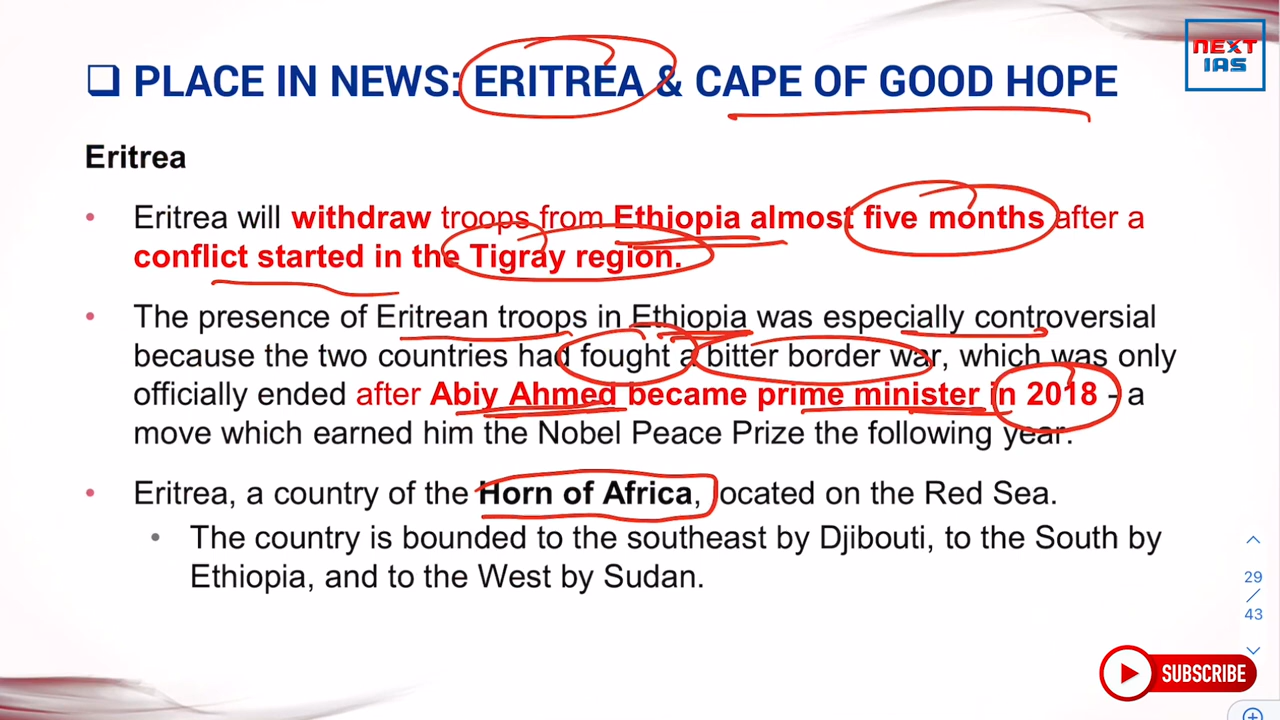 NEXT
IAS
❑ PLACE IN NEWS: ERITREA & CAPE OF GOOD HOPE
Eritrea
• Eritrea will withdraw troops from Ethiopia almost five months after a
conflict started in the Tigray region.
• The presence of Eritrean troops in Ethiopia was especially controversial
because the two countries had fought a bitter border war, which was only
officially ended after Abiy Ahmed became prime minister in 2018 - a
move which earned him the Nobel Peace Prize the following year.
• Eritrea, a country of the Horn of Africa, located on the Red Sea.
• The country is bounded to the southeast by Djibouti, to the South by
Ethiopia, and to the West by Sudan.
29
/
43
SUBSCRIBE